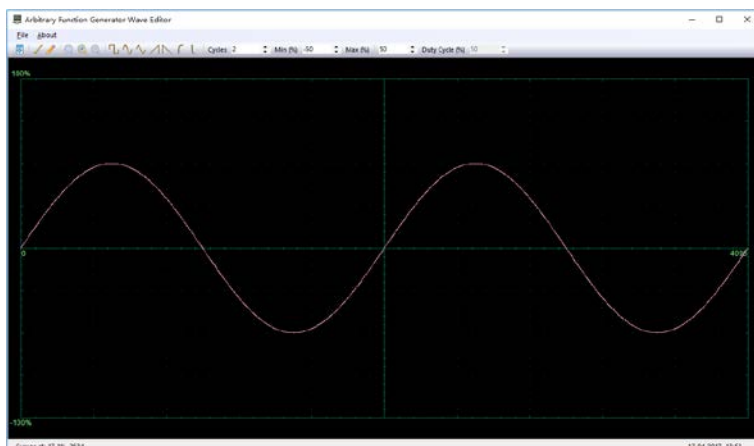 Arbitrary Function Generator Wave Editor
File About
Cycles 2 Min (%) -50 Max (%) 50 Duty Cycle (%) 50
100%
0
4095
-100%